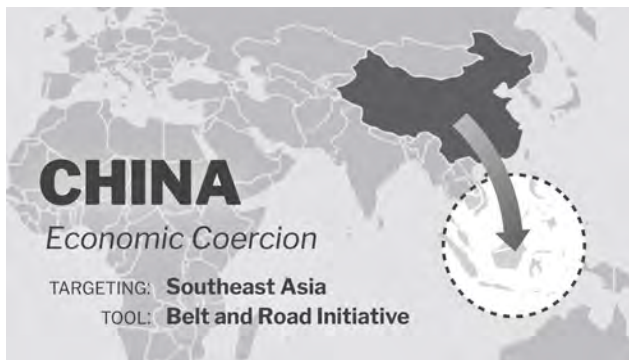 CHINA
Economic Coercion
TARGETING: Southeast Asia
TOOL: Belt and Road Initiative